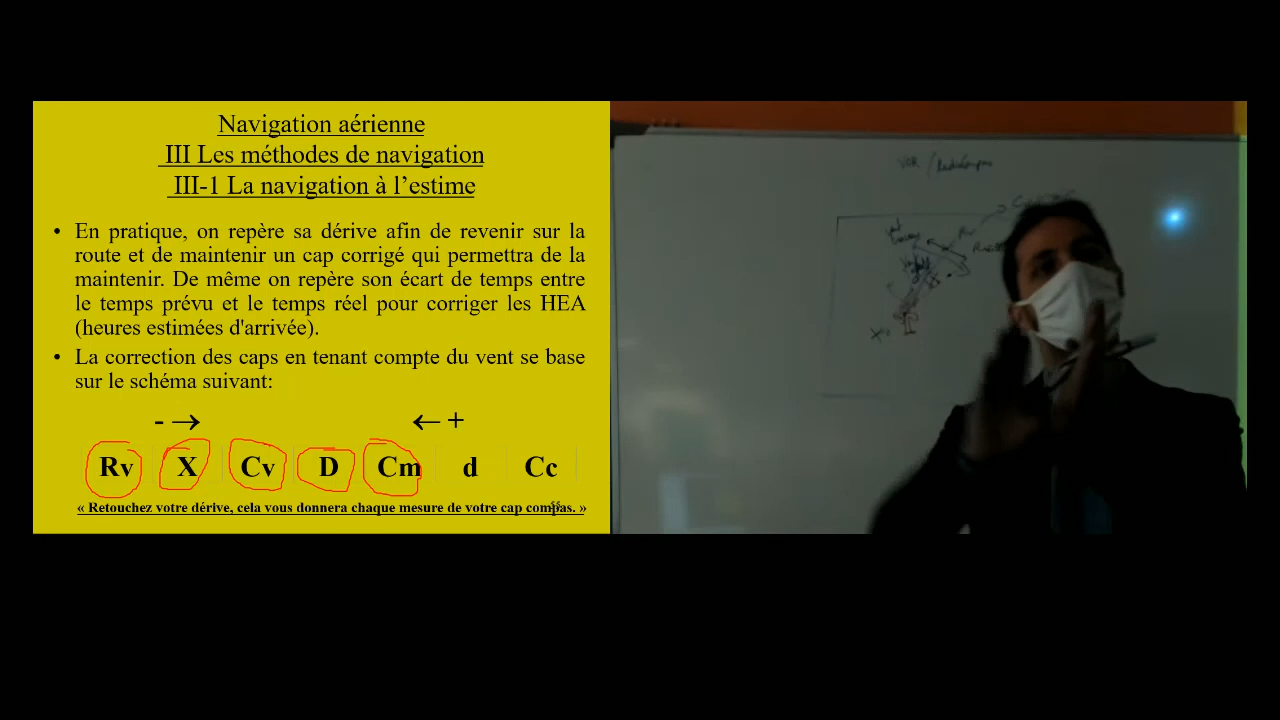 Navigation aérienne
III Les méthodes de navigation
III-1 La navigation à l’estime
• En pratique, on repère sa dérive afin de revenir sur la
route et de maintenir un cap corrigé qui permettra de la
maintenir. De même on repère son écart de temps entre
le temps prévu et le temps réel pour corriger les HEA
(heures estimées d'arrivée).
• La correction des caps en tenant compte du vent se base
sur le schéma suivant:
- → ← +
Rv X Cv D Cm d Cc
« Retouchez votre dérive, cela vous donnera chaque mesure de votre cap compas. »
VOR /